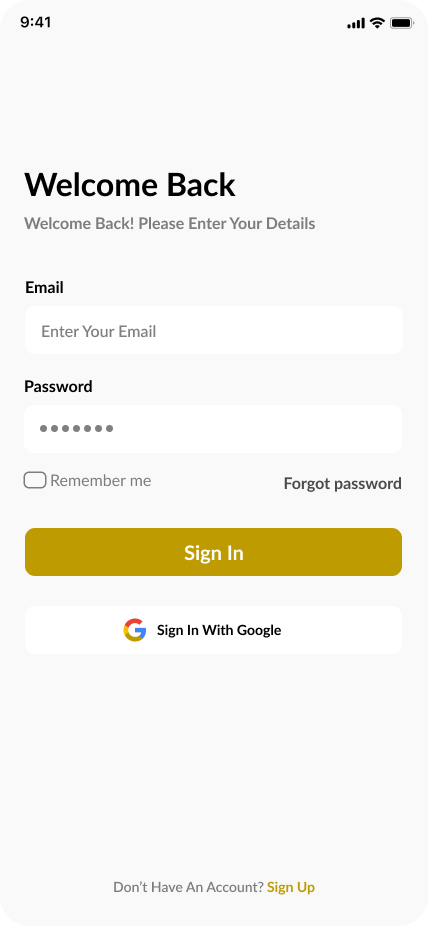 9:41
Welcome Back
Welcome Back! Please Enter Your Details
Email
Enter Your Email
Password
Remember me
Forgot password
Sign In
Sign In With Google
Don’t Have An Account? Sign Up